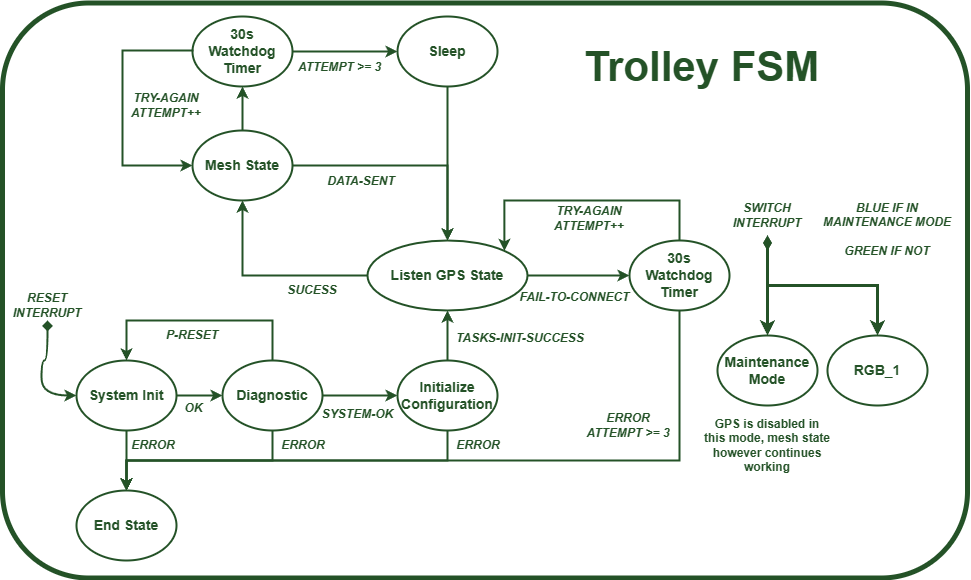 Trolley FSM
30s
Watchdog
Timer
ATTEMPT >= 3
Sleep
TRY-AGAIN
ATTEMPT++
Mesh State
DATA-SENT
SUCESS
Listen GPS State
TRY-AGAIN
ATTEMPT++
FAIL-TO-CONNECT
30s
Watchdog
Timer
SWITCH
INTERRUPT
BLUE IF IN
MAINTENANCE MODE
GREEN IF NOT
RESET
INTERRUPT
P-RESET
TASKS-INIT-SUCCESS
System Init
OK
Diagnostic
SYSTEM-OK
Initialize
Configuration
ERROR
ERROR
ERROR
ERROR
ATTEMPT >= 3
Maintenance
Mode
RGB_1
GPS is disabled in
this mode, mesh state
however continues
working
End State